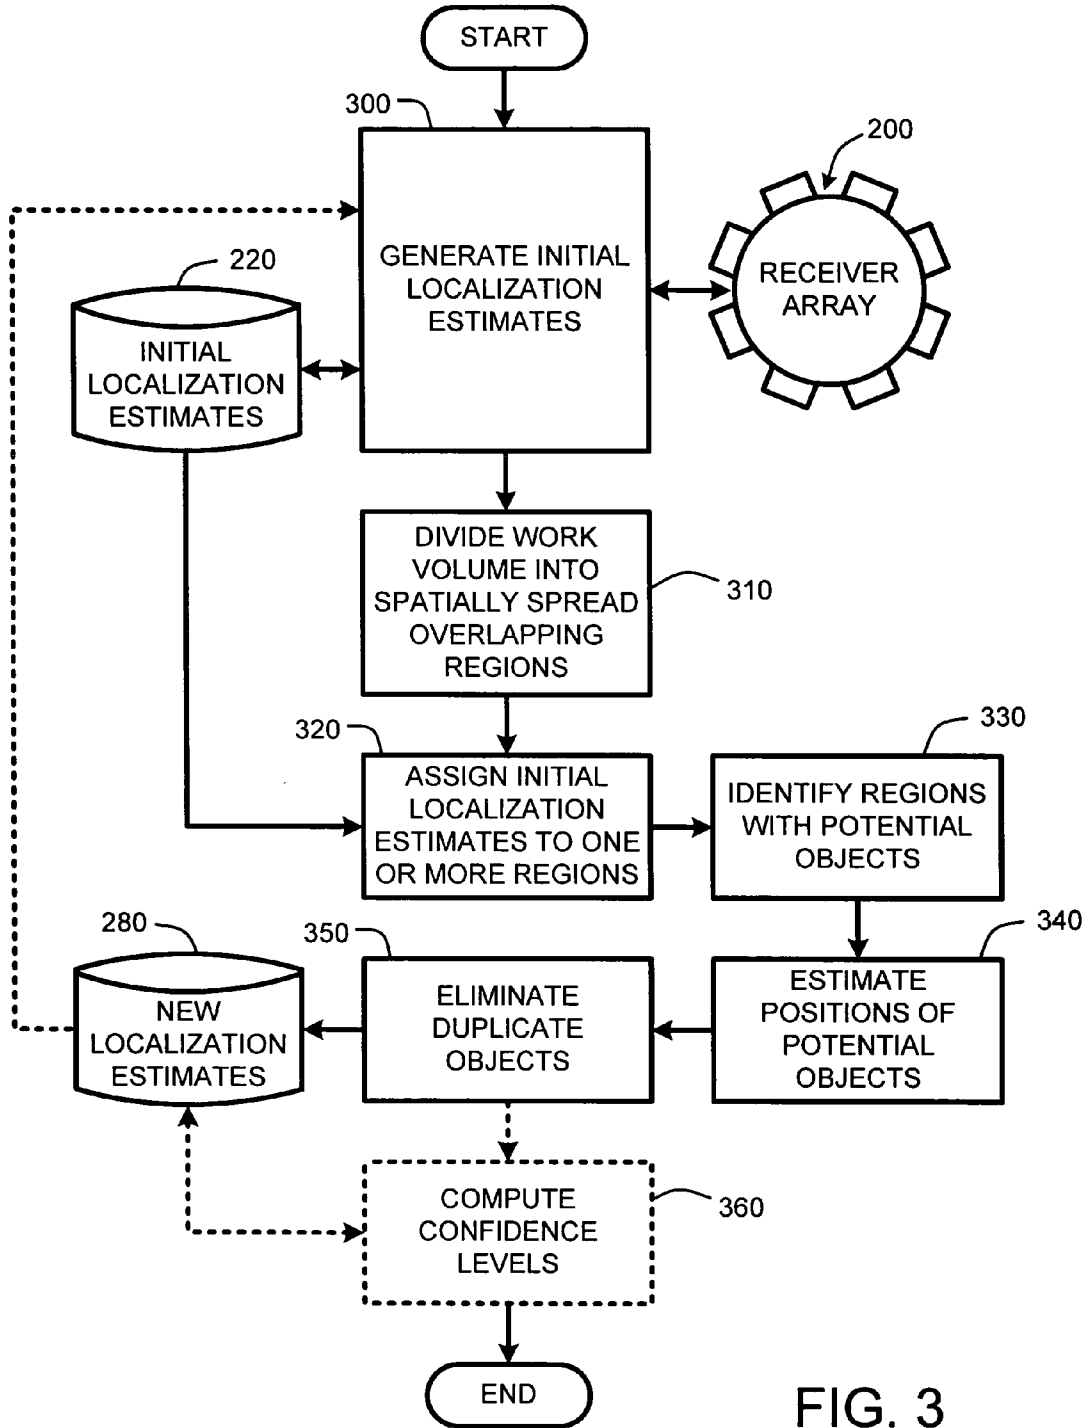 START
300
200
GENERATE INITIAL
LOCALIZATION
ESTIMATES
RECEIVER
ARRAY
220
INITIAL
LOCALIZATION
ESTIMATES
DIVIDE WORK
VOLUME INTO
SPATIALLY SPREAD
OVERLAPPING
REGIONS
310
320
ASSIGN INITIAL
LOCALIZATION
ESTIMATES TO ONE
OR MORE REGIONS
330
IDENTIFY REGIONS
WITH POTENTIAL
OBJECTS
340
ESTIMATE
POSITIONS OF
POTENTIAL
OBJECTS
350
ELIMINATE
DUPLICATE
OBJECTS
280
NEW
LOCALIZATION
ESTIMATES
COMPUTE
CONFIDENCE
LEVELS
360
END
FIG. 3